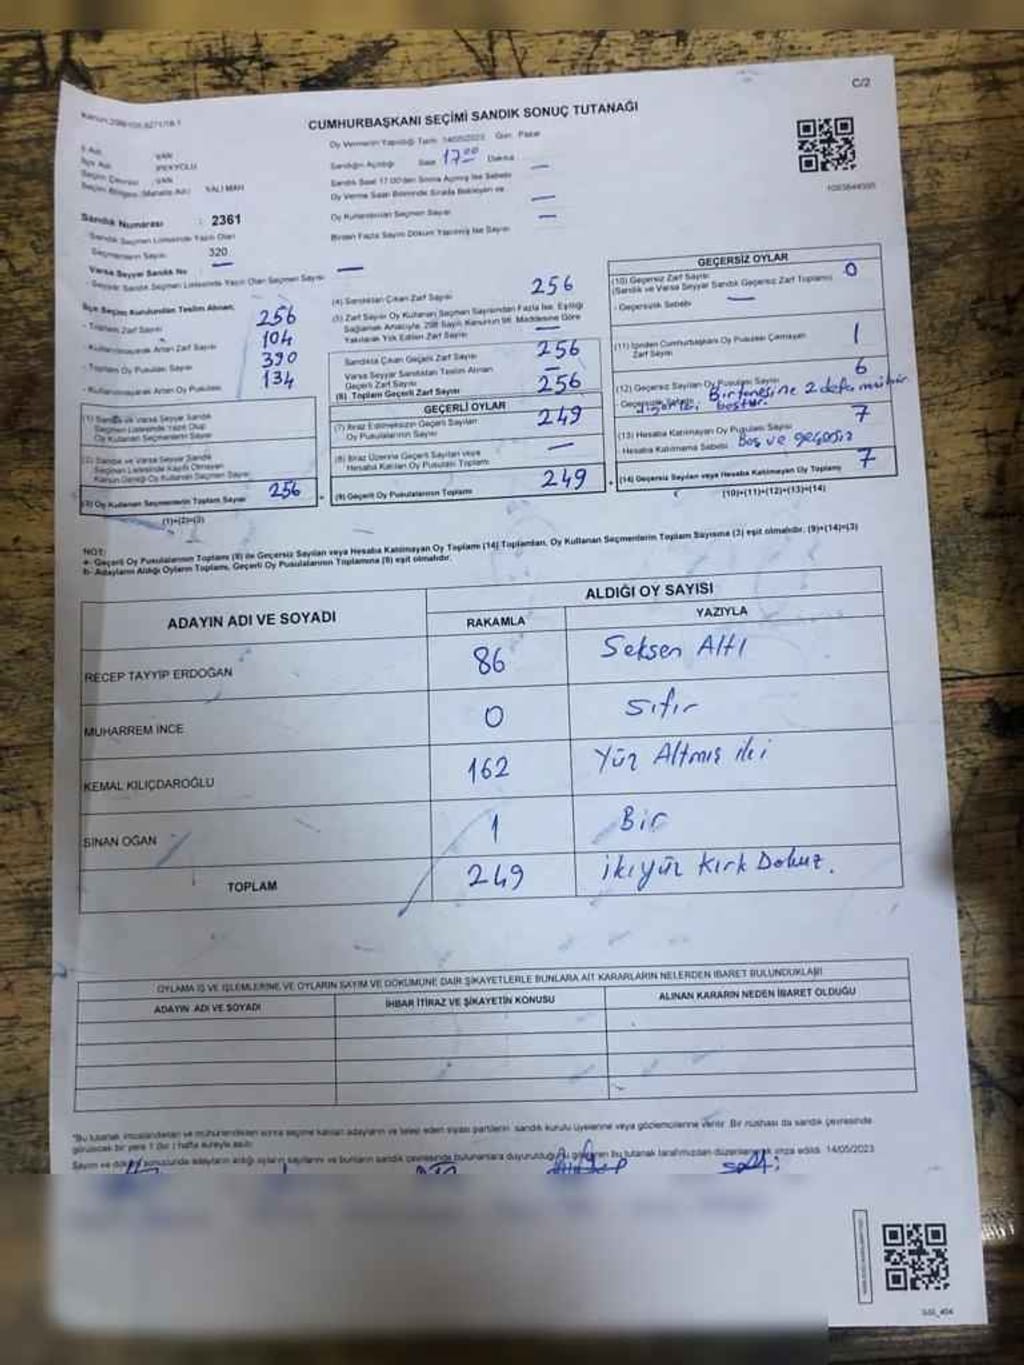 C/2
CUMHURBAŞKANI SEÇİMİ SANDIK SONUÇ TUTANAĞI
Oy Vermenin Yapıldığı Tarih 14/05/2023 Gün Pazar
Sandığın Açıldığı Saat 17 00 Dakika —
Sandık Saat 17.00'den Sonra Açılmış İse Sebebi
Oy Verme Saati Bitiminde Sırada Bekleyen ve
Oy Kullandırılan Seçmen Sayısı —
Birden Fazla Sayım Döküm Yapılmış İse Sayısı —
İl Adı VAN
İlçe Adı İPEKYOLU
Seçim Çevresi VAN
YALI MAH
Sandık Numarası : 2361
Sandık Seçmen Listesinde Yazılı Olan
Seçmenlerin Sayısı 320
Varsa Seyyar Sandık No —
- Seyyar Sandık Seçmen Listesinde Yazılı Olan Seçmen Sayısı —
İlçe Seçim Kurulundan Teslim Alınan;
- Toplam Zarf Sayısı 256
- Kullanılmayarak Artan Zarf Sayısı 104
- Toplam Oy Pusulası Sayısı 390
- Kullanılmayarak Artan Oy Pusulası 134
(1) Sandık ve Varsa Seyyar Sandık
Seçmen Listesinde Yazılı Olup
Oy Kullanan Seçmenlerin Sayısı
(2) Sandık ve Varsa Seyyar Sandık
Seçmen Listesinde Kayıtlı Olmayan
Kanun Gereği Oy Kullanan Seçmen Sayısı
(3) Oy Kullanan Seçmenlerin Toplam Sayısı 256
(1)+(2)=(3)
(4) Sandıktan Çıkan Zarf Sayısı 256
(5) Zarf Sayısı Oy Kullanan Seçmen Sayısından Fazla İse, Eşitliği
Sağlamak Amacıyla, 298 Sayılı Kanunun 98. Maddesine Göre
Yakılarak Yok Edilen Zarf Sayısı —
Sandıkta Çıkan Geçerli Zarf Sayısı 256
Varsa Seyyar Sandıktan Teslim Alınan
Geçerli Zarf Sayısı —
(6) Toplam Geçerli Zarf Sayısı 256
GEÇERLİ OYLAR
(7) İtiraz Edilmeksizin Geçerli Sayılan
Oy Pusulalarının Sayısı 249
(8) İtiraz Üzerine Geçerli Sayılan veya
Hesaba Katılan Oy Pusulası Toplamı —
(9) Geçerli Oy Pusulalarının Toplamı 249
GEÇERSİZ OYLAR
(10) Geçersiz Zarf Sayısı
(Sandık ve Varsa Seyyar Sandık Geçersiz Zarf Toplamı) 0
- Geçersizlik Sebebi —
(11) İçinden Cumhurbaşkanı Oy Pusulası Çıkmayan
Zarf Sayısı 1
(12) Geçersiz Sayılan Oy Pusulası Sayısı 6
Geçersizlik Sebebi Bir tanesine 2 defa mühür
boştur.
(13) Hesaba Katılmayan Oy Pusulası Sayısı 7
Hesaba Katılmama Sebebi Boş ve geçersiz
(14) Geçersiz Sayılan veya Hesaba Katılmayan Oy Toplamı 7
(10)+(11)+(12)+(13)=(14)
NOT:
a- Geçerli Oy Pusulalarının Toplamı (9) ile Geçersiz Sayılan veya Hesaba Katılmayan Oy Toplamı (14) Toplamları, Oy Kullanan Seçmenlerin Toplam Sayısına (3) eşit olmalıdır. (9)+(14)=(3)
b- Adayların Aldığı Oyların Toplamı, Geçerli Oy Pusulalarının Toplamına (9) eşit olmalıdır.
ADAYIN ADI VE SOYADI ALDIĞI OY SAYISI
RAKAMLA YAZIYLA
RECEP TAYYİP ERDOĞAN 86 Seksen Altı
MUHARREM İNCE 0 Sıfır
KEMAL KILIÇDAROĞLU 162 Yüz Altmış iki
SİNAN OĞAN 1 Bir
TOPLAM 249 ikiyüz Kırk Dokuz.
OYLAMA İŞ VE İŞLEMLERİNE VE OYLARIN SAYIM VE DÖKÜMÜNE DAİR ŞİKAYETLERLE BUNLARA AİT KARARLARIN NELERDEN İBARET BULUNDUKLARI
ADAYIN ADI VE SOYADI İHBAR İTİRAZ VE ŞİKAYETİN KONUSU ALINAN KARARIN NEDEN İBARET OLDUĞU
*Bu tutanak imzalandıktan ve mühürlendikten sonra seçime katılan adayların ve talep eden siyasi partilerin sandık kurulu üyelerine veya gözlemcilerine verilir. Bir nüshası da sandık çevresinde
görülecek bir yere 1 (bir) hafta süreyle asılır.
Sayım ve döküm sonucunda adayların aldığı oyların sayılarını ve bunların sandık çevresinde bulunanlara duyurulduğunu gösteren bu tutanak tarafımızdan düzenlenerek imza edildi. 14/05/2023